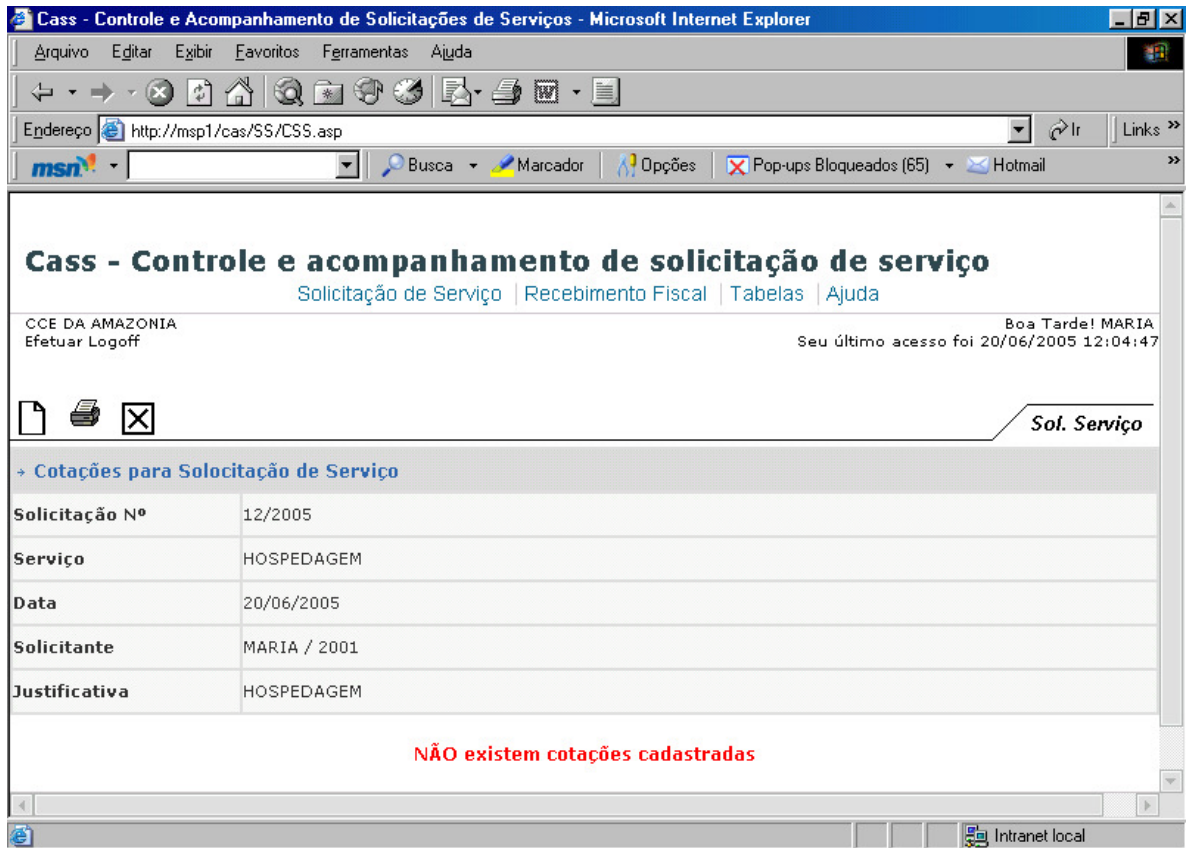 Cass - Controle e Acompanhamento de Solicitações de Serviços - Microsoft Internet Explorer
Arquivo Editar Exibir Favoritos Ferramentas Ajuda
Endereço http://msp1/cas/SS/CSS.asp Ir Links »
msn Busca Marcador Opções Pop-ups Bloqueados (65) Hotmail »
Cass - Controle e acompanhamento de solicitação de serviço
Solicitação de Serviço | Recebimento Fiscal | Tabelas | Ajuda
CCE DA AMAZONIA Boa Tarde! MARIA
Efetuar Logoff Seu último acesso foi 20/06/2005 12:04:47
Sol. Serviço
Cotações para Solocitação de Serviço
Solicitação Nº 12/2005
Serviço HOSPEDAGEM
Data 20/06/2005
Solicitante MARIA / 2001
Justificativa HOSPEDAGEM
NÃO existem cotações cadastradas
Intranet local